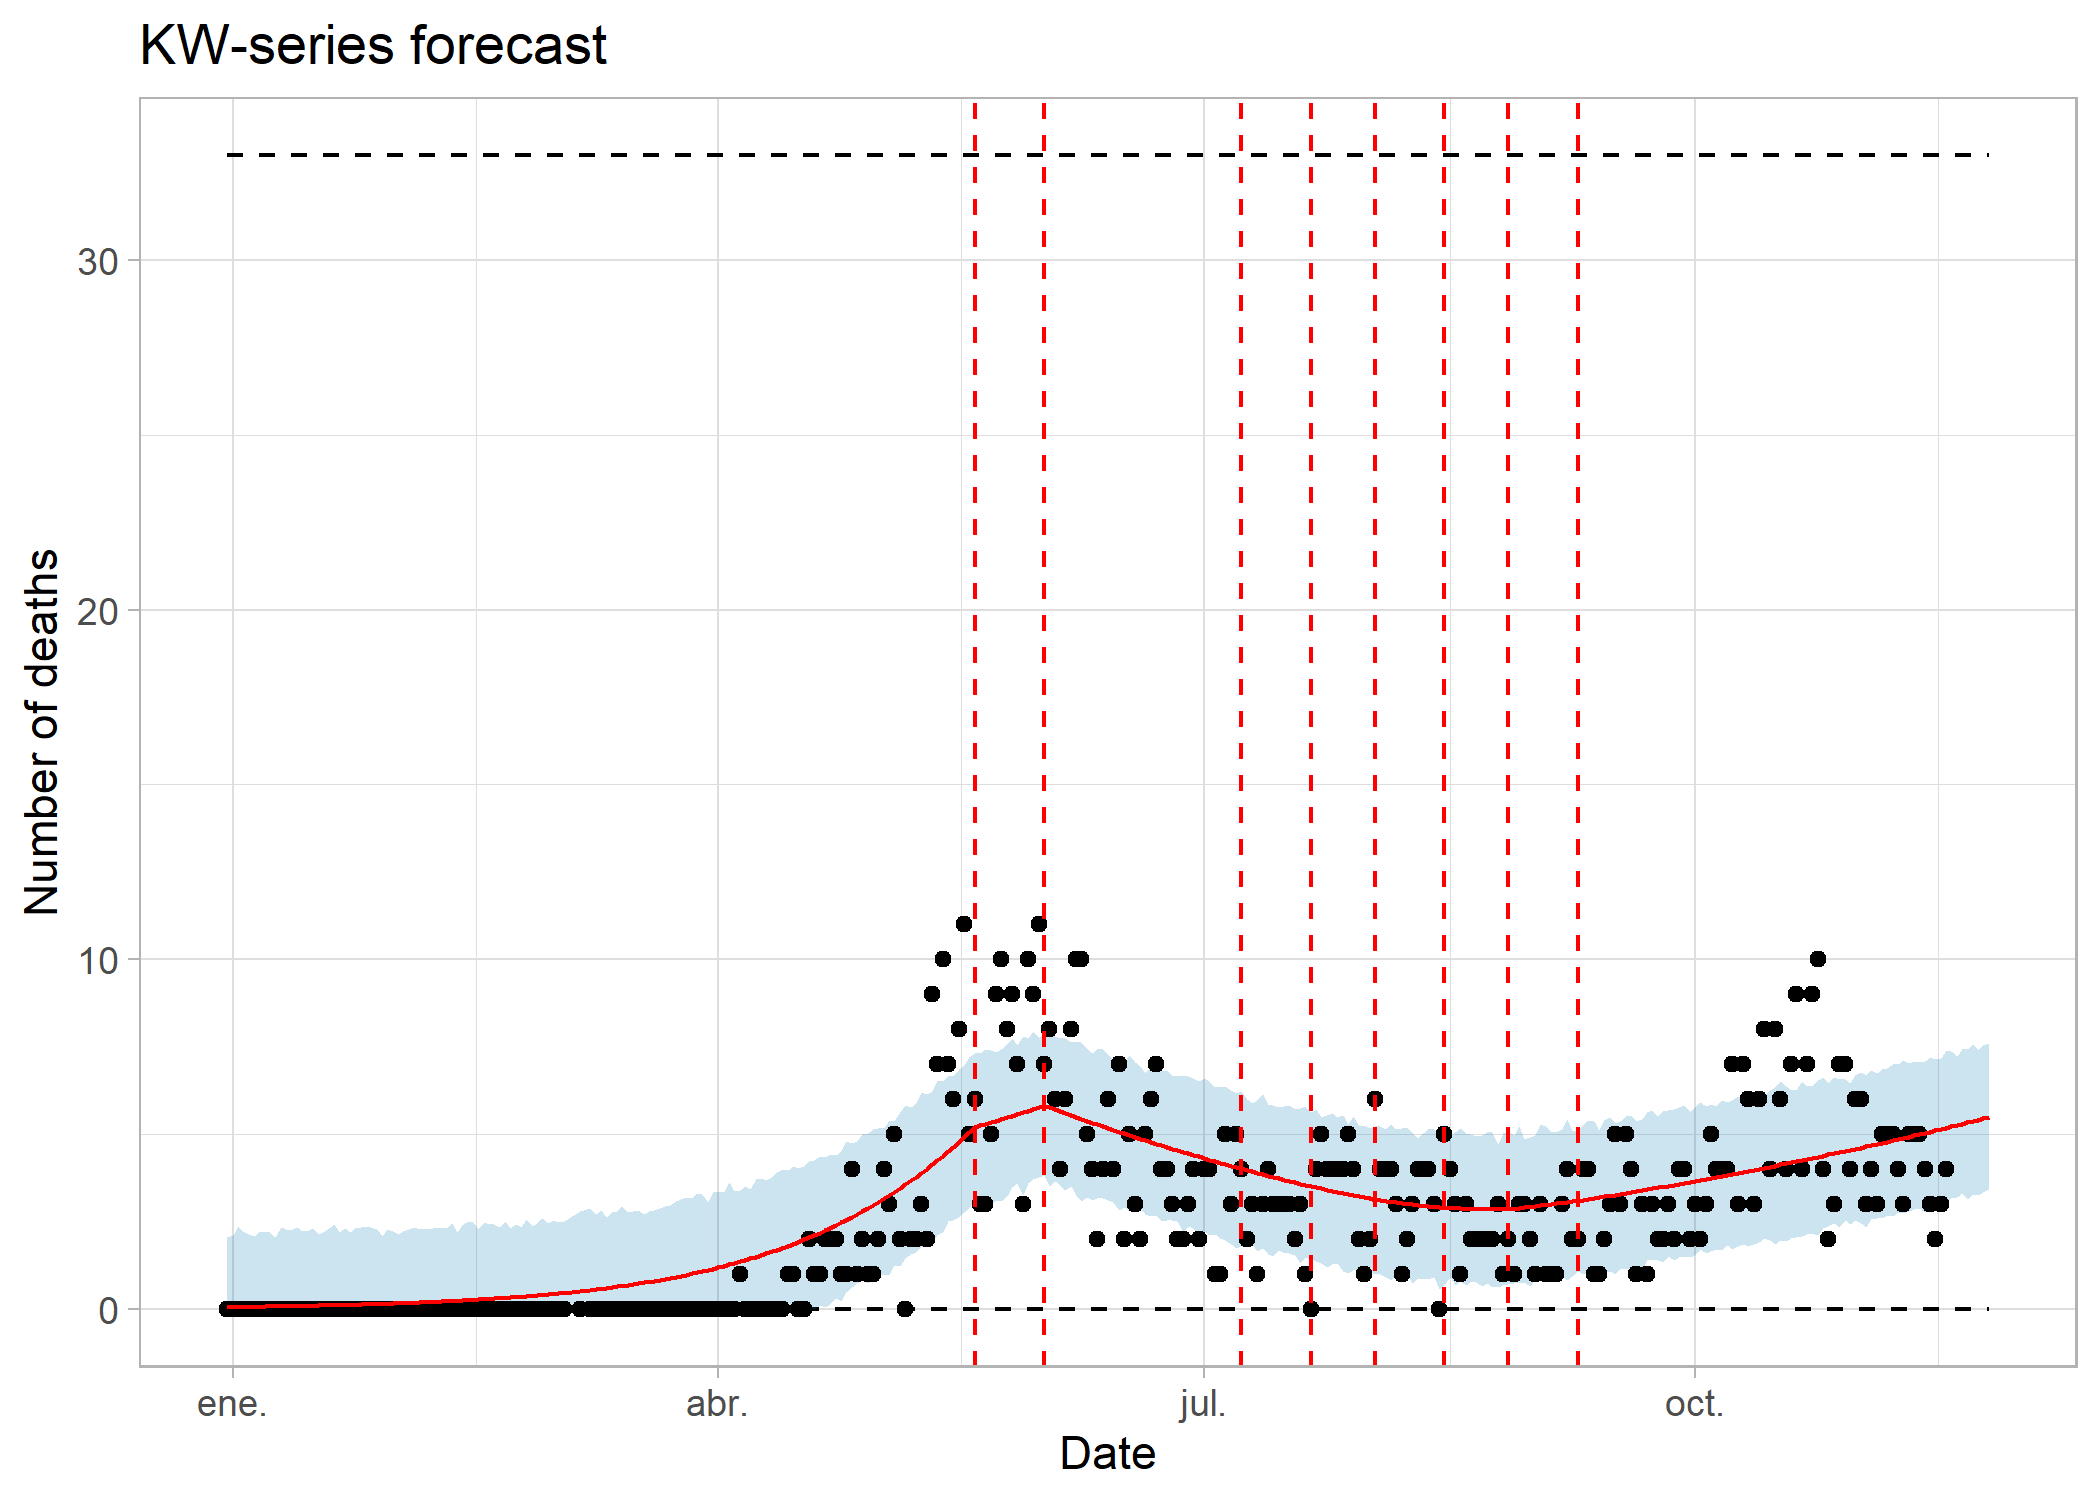 KW-series forecast
Number of deaths
30
20
10
0
ene.
abr.
jul.
oct.
Date